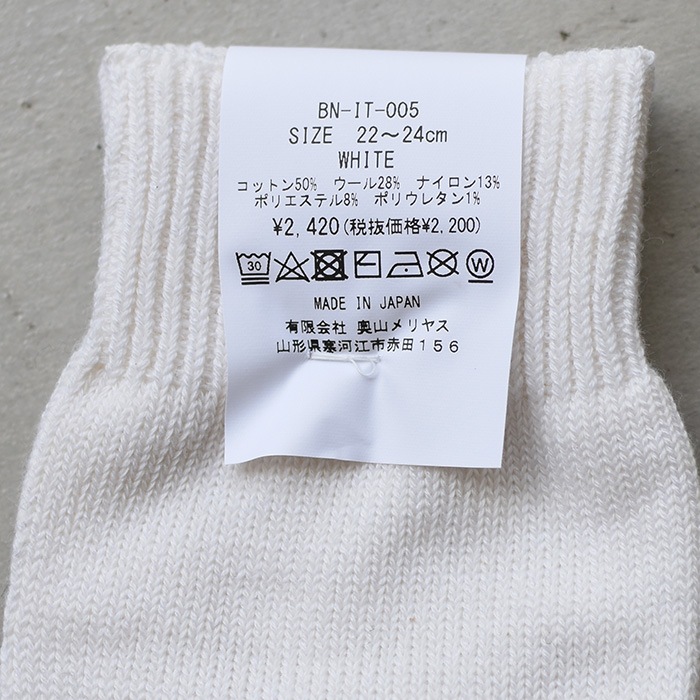 BN-IT-005
SIZE 22～24cm
WHITE
コットン50% ウール28% ナイロン13%
ポリエステル8% ポリウレタン1%
¥2,420(税抜価格¥2,200)
30 W
MADE IN JAPAN
有限会社 奥山メリヤス
山形県寒河江市赤田156